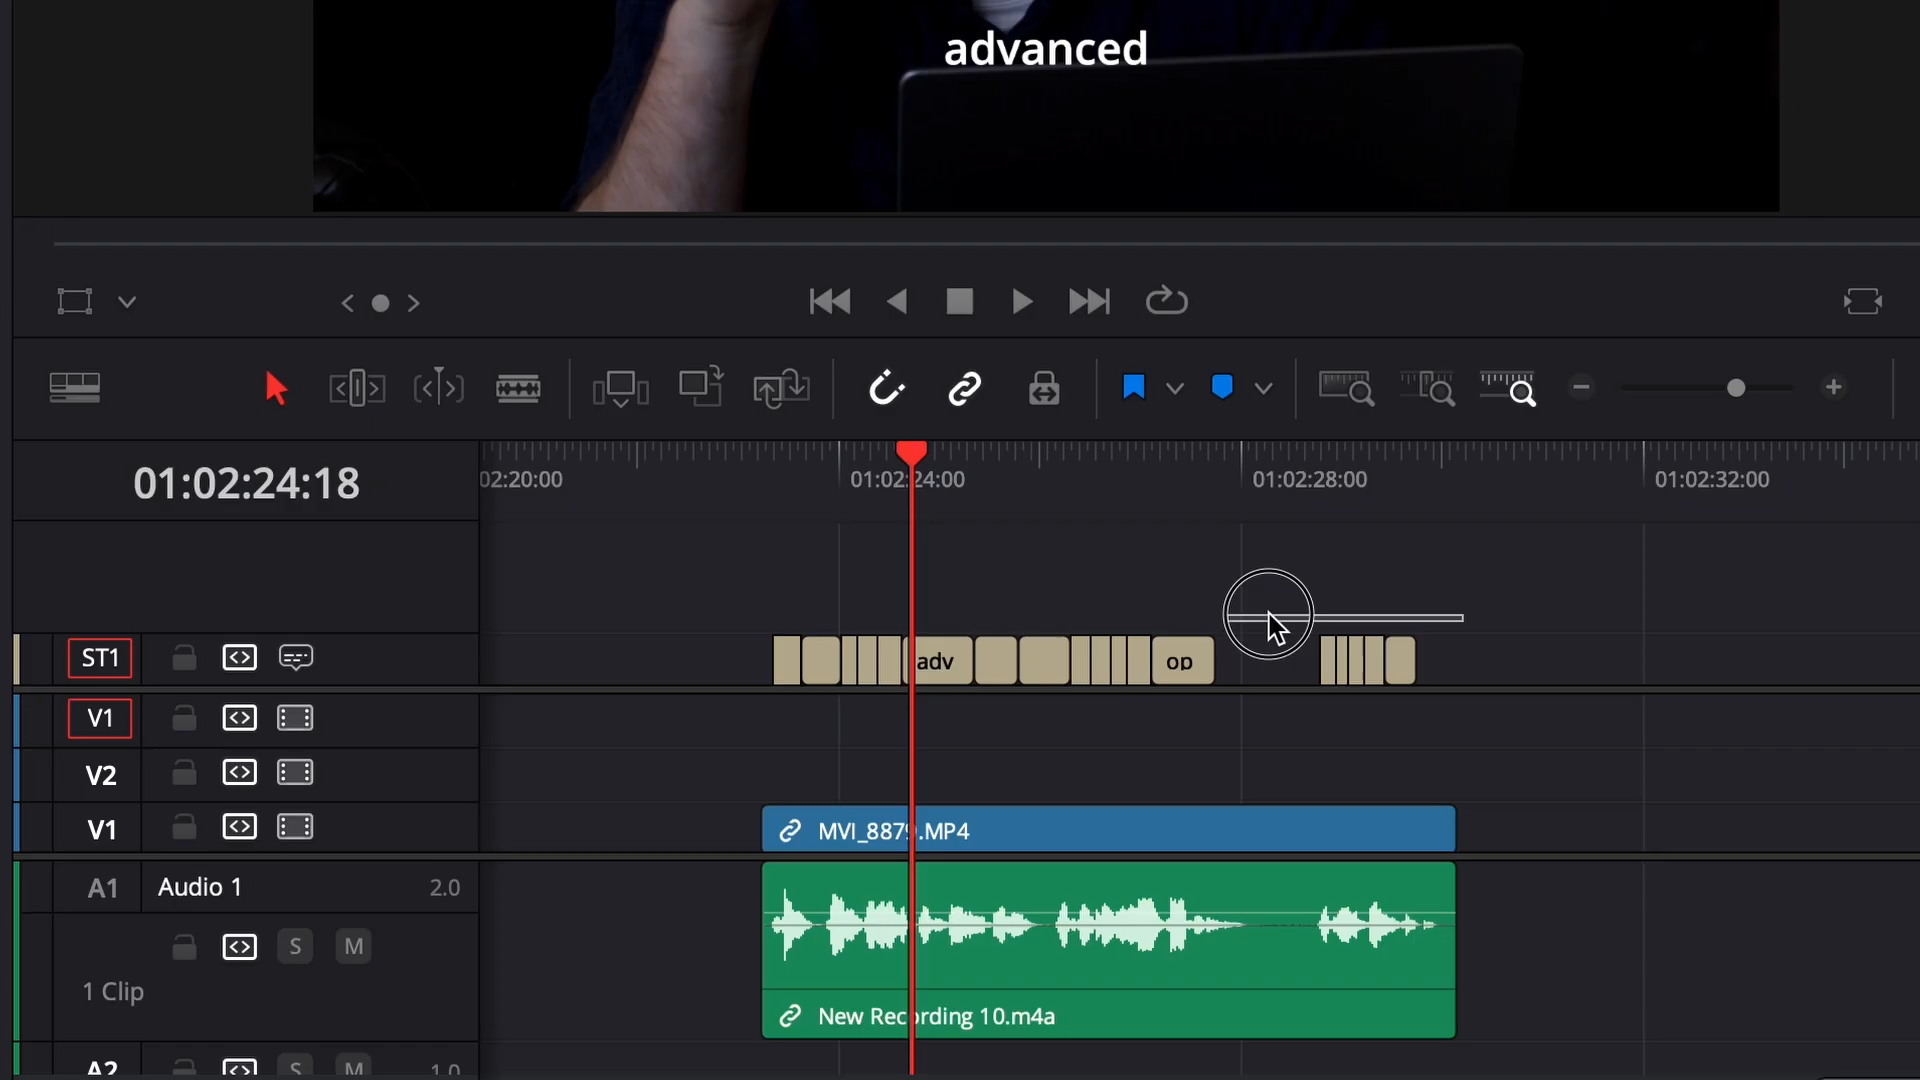 advanced
01:02:24:18
02:20:00
01:02:24:00
01:02:28:00
01:02:32:00
ST1
adv
op
V1
V2
V1
MVI_8879.MP4
A1
Audio 1
2.0
S
M
1 Clip
New Recording 10.m4a
A2
S
M
1.0